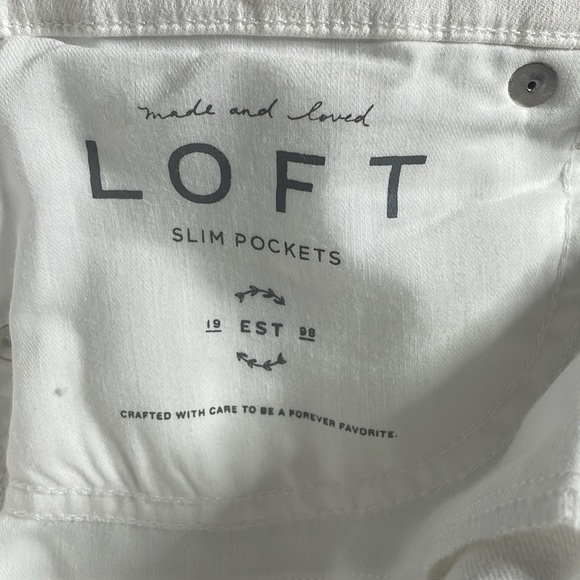 made and loved
LOFT
SLIM POCKETS
19 EST 98
CRAFTED WITH CARE TO BE A FOREVER FAVORITE.